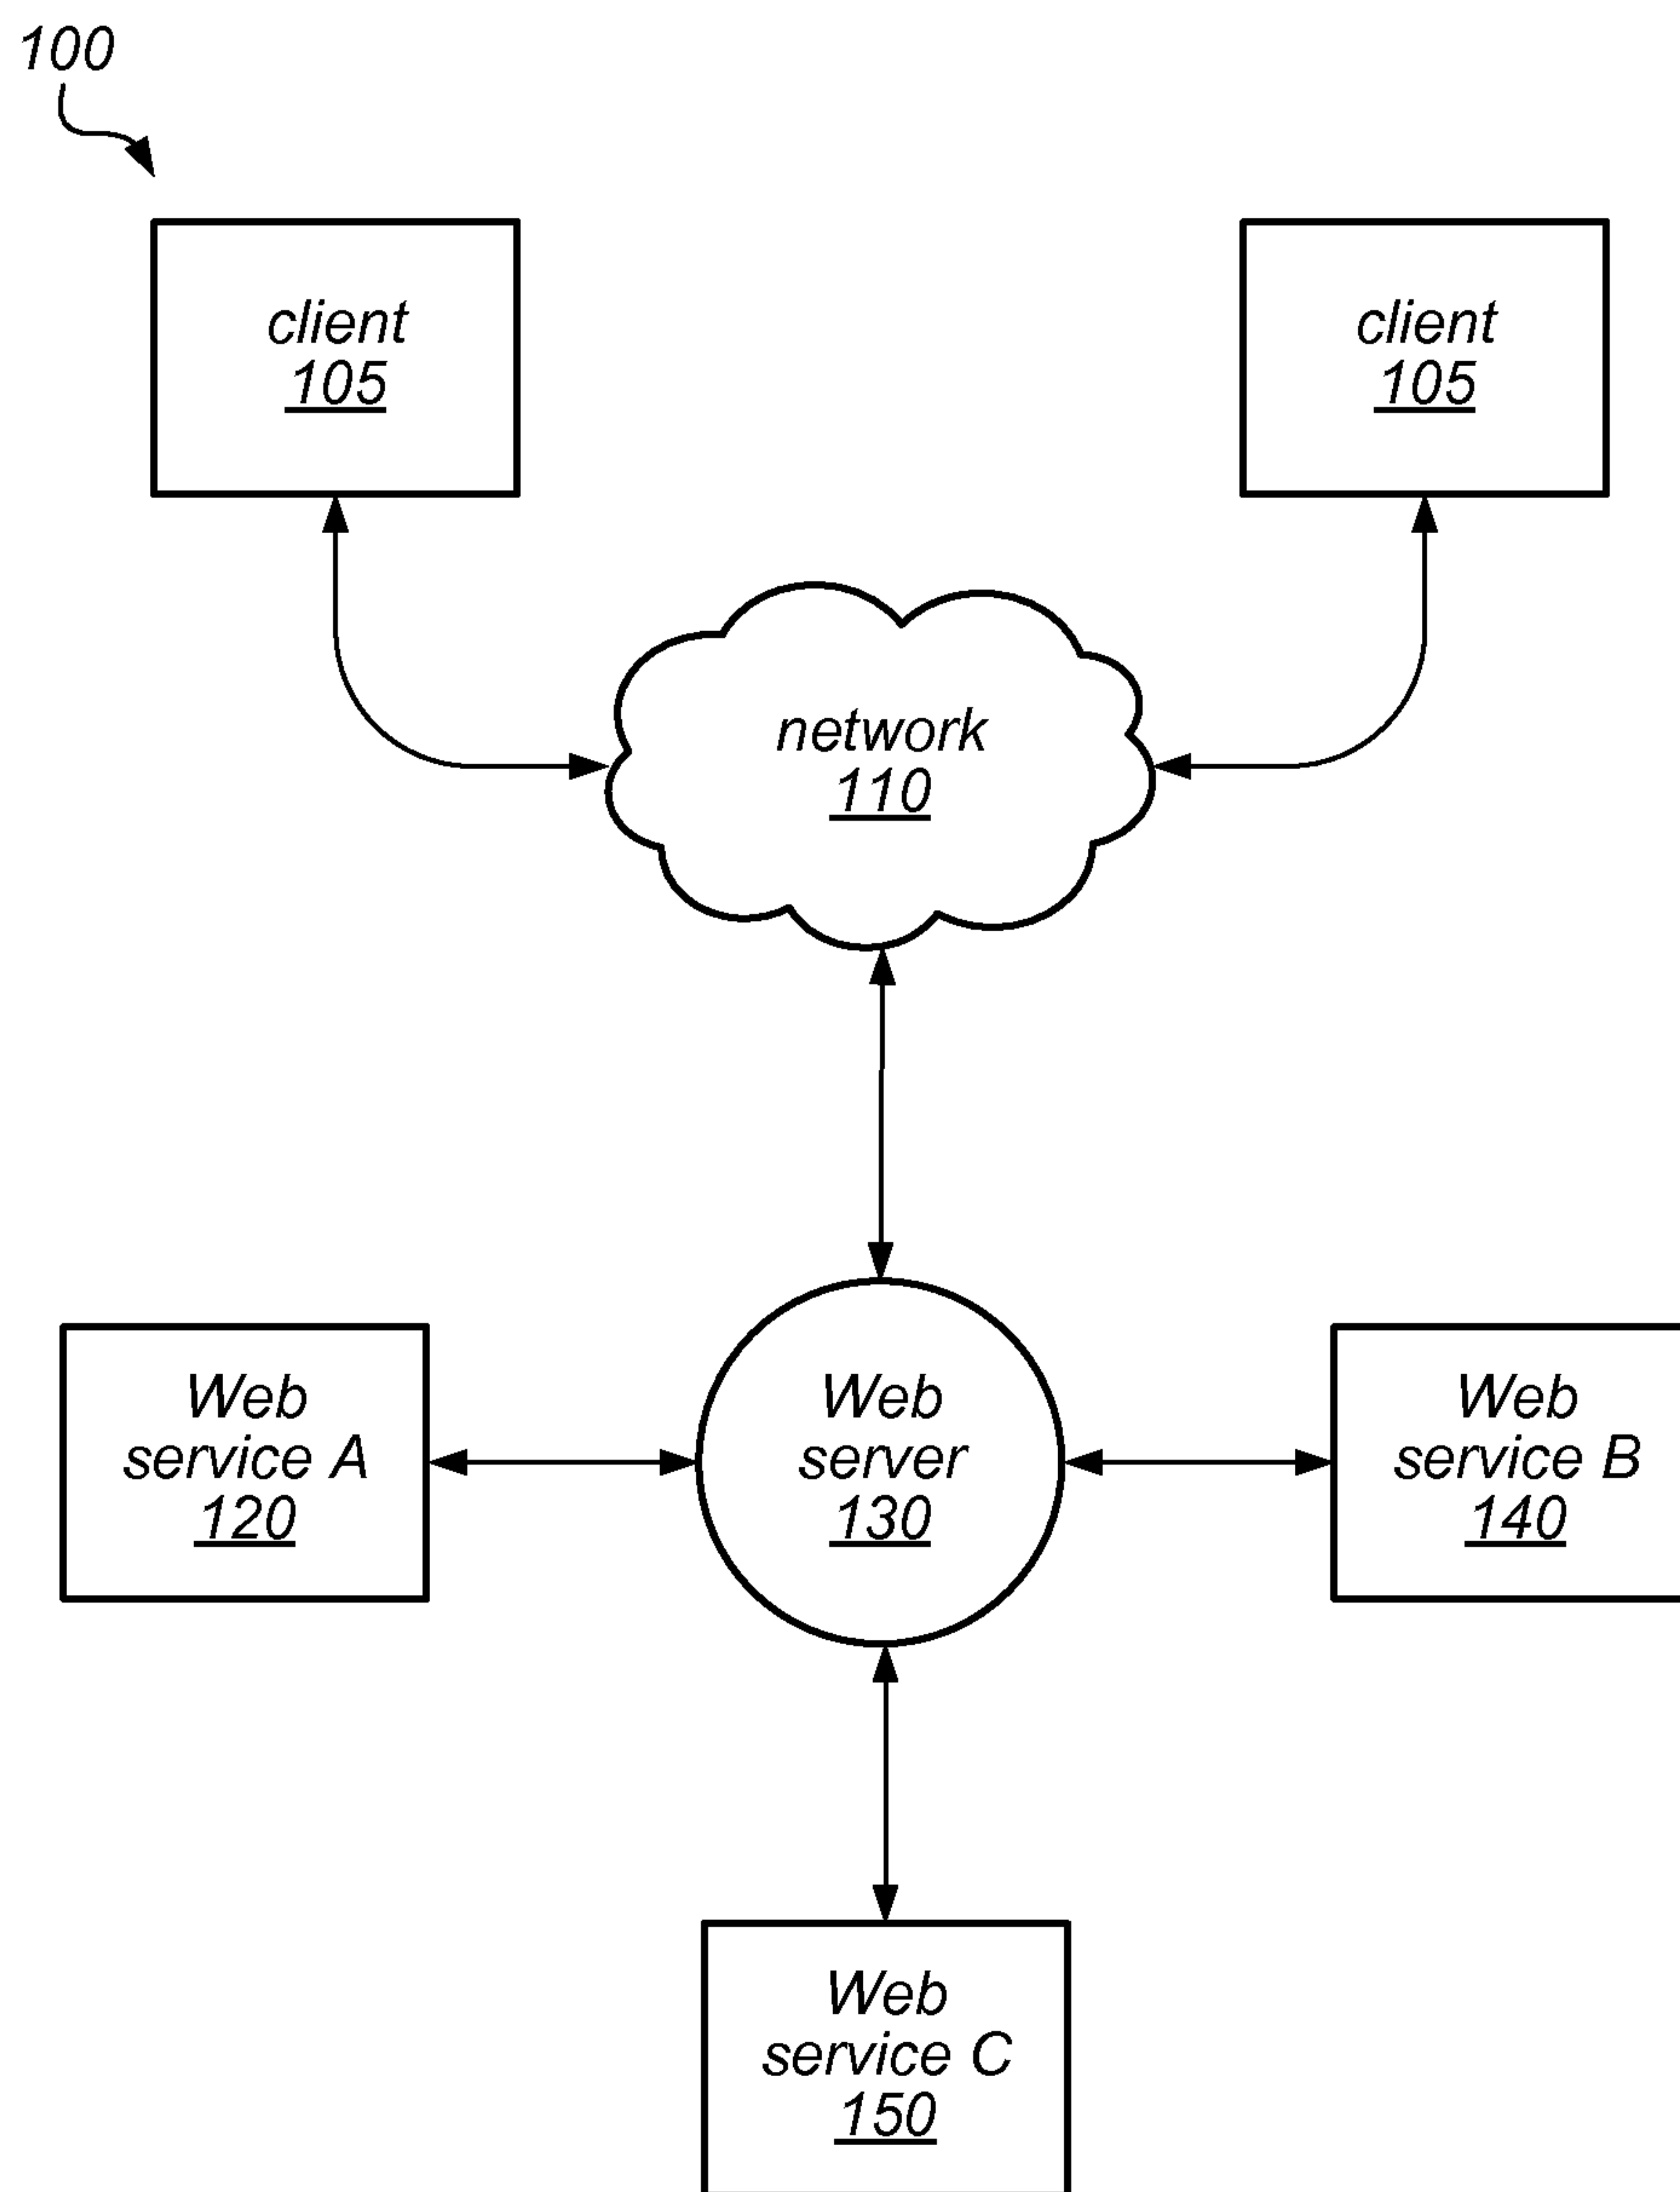 100
client
105
client
105
network
110
Web
service A
120
Web
server
130
Web
service B
140
Web
service C
150